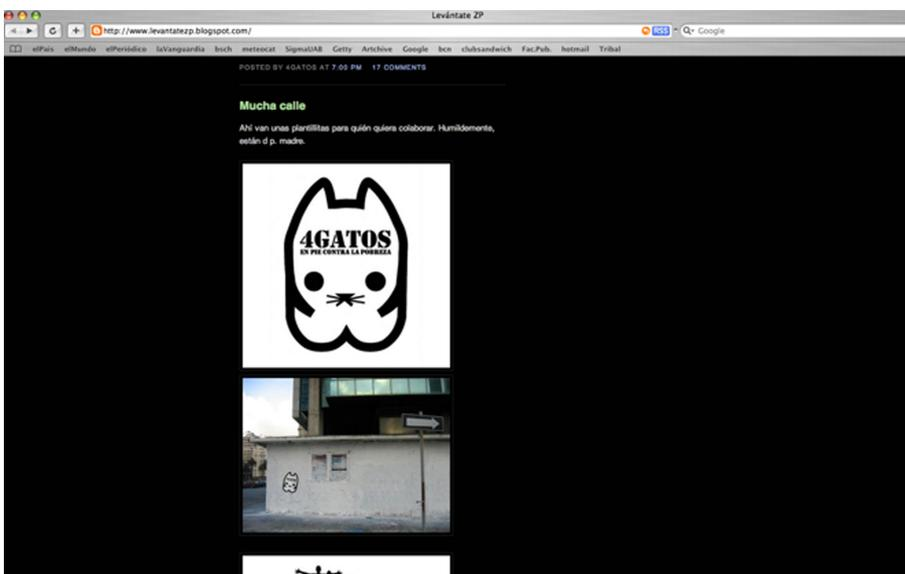 Levántate ZP
http://www.levantatezp.blogspot.com/
RSS
Google
elPaís elMundo elPeriódico laVanguardia bsch meteocat SigmaUAB Getty Artchive Google bcn clubsandwich Fac.Pub. hotmail Tribal
POSTED BY 4GATOS AT 7:00 PM 17 COMMENTS
Mucha calle
Ahí van unas plantillitas para quién quiera colaborar. Humildemente,
están d p. madre.
4GATOS
EN PIE CONTRA LA POBREZA